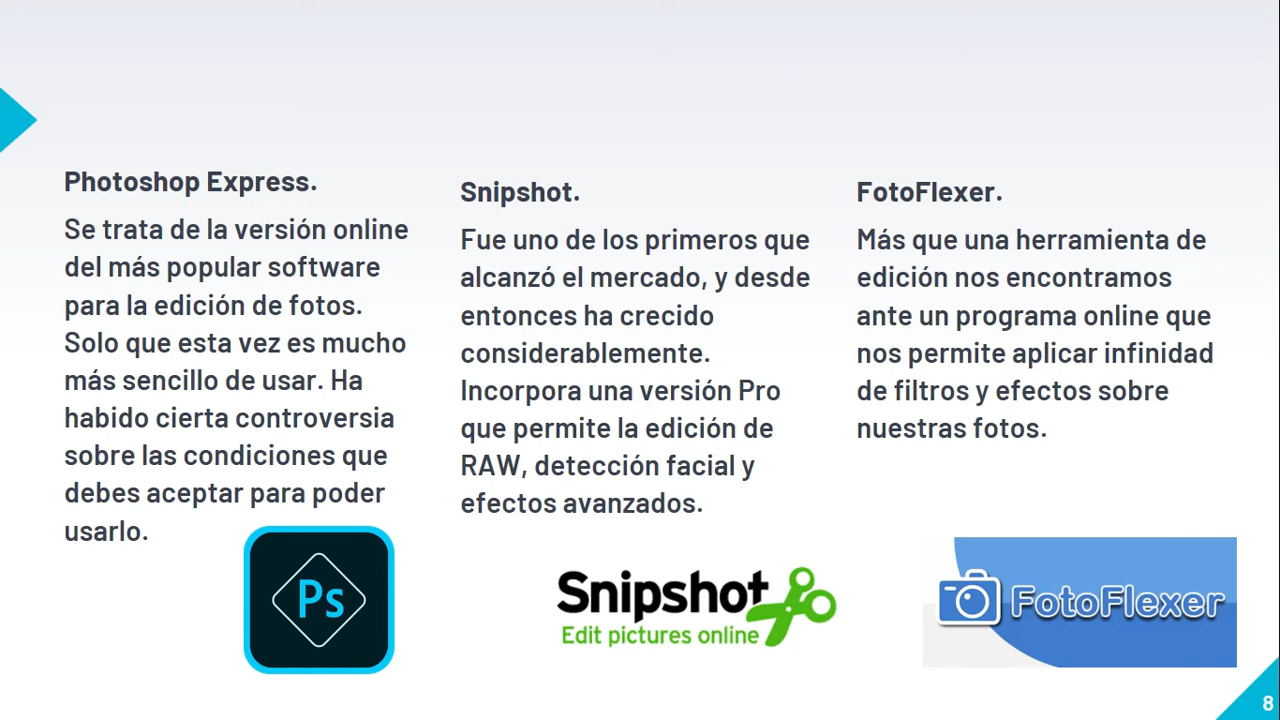 Photoshop Express.
Se trata de la versión online
del más popular software
para la edición de fotos.
Solo que esta vez es mucho
más sencillo de usar. Ha
habido cierta controversia
sobre las condiciones que
debes aceptar para poder
usarlo.
Ps
Snipshot.
Fue uno de los primeros que
alcanzó el mercado, y desde
entonces ha crecido
considerablemente.
Incorpora una versión Pro
que permite la edición de
RAW, detección facial y
efectos avanzados.
Snipshot
Edit pictures online
FotoFlexer.
Más que una herramienta de
edición nos encontramos
ante un programa online que
nos permite aplicar infinidad
de filtros y efectos sobre
nuestras fotos.
FotoFlexer
8